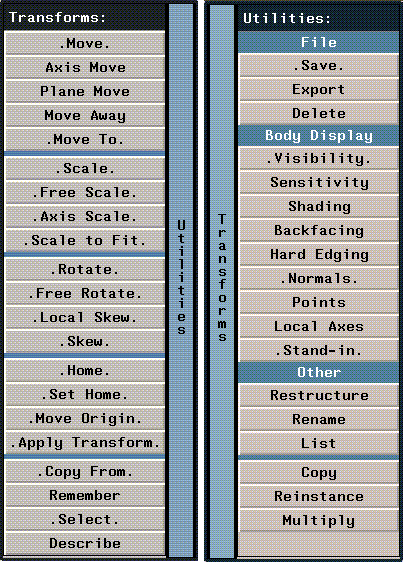 Transforms:
.Move.
Axis Move
Plane Move
Move Away
.Move To.
.Scale.
.Free Scale.
.Axis Scale.
.Scale to Fit.
.Rotate.
.Free Rotate.
.Local Skew.
.Skew.
.Home.
.Set Home.
.Move Origin.
.Apply Transform.
.Copy From.
Remember
.Select.
Describe
Utilities
Transforms
Utilities:
File
.Save.
Export
Delete
Body Display
.Visibility.
Sensitivity
Shading
Backfacing
Hard Edging
.Normals.
Points
Local Axes
.Stand-in.
Other
Restructure
Rename
List
Copy
Reinstance
Multiply